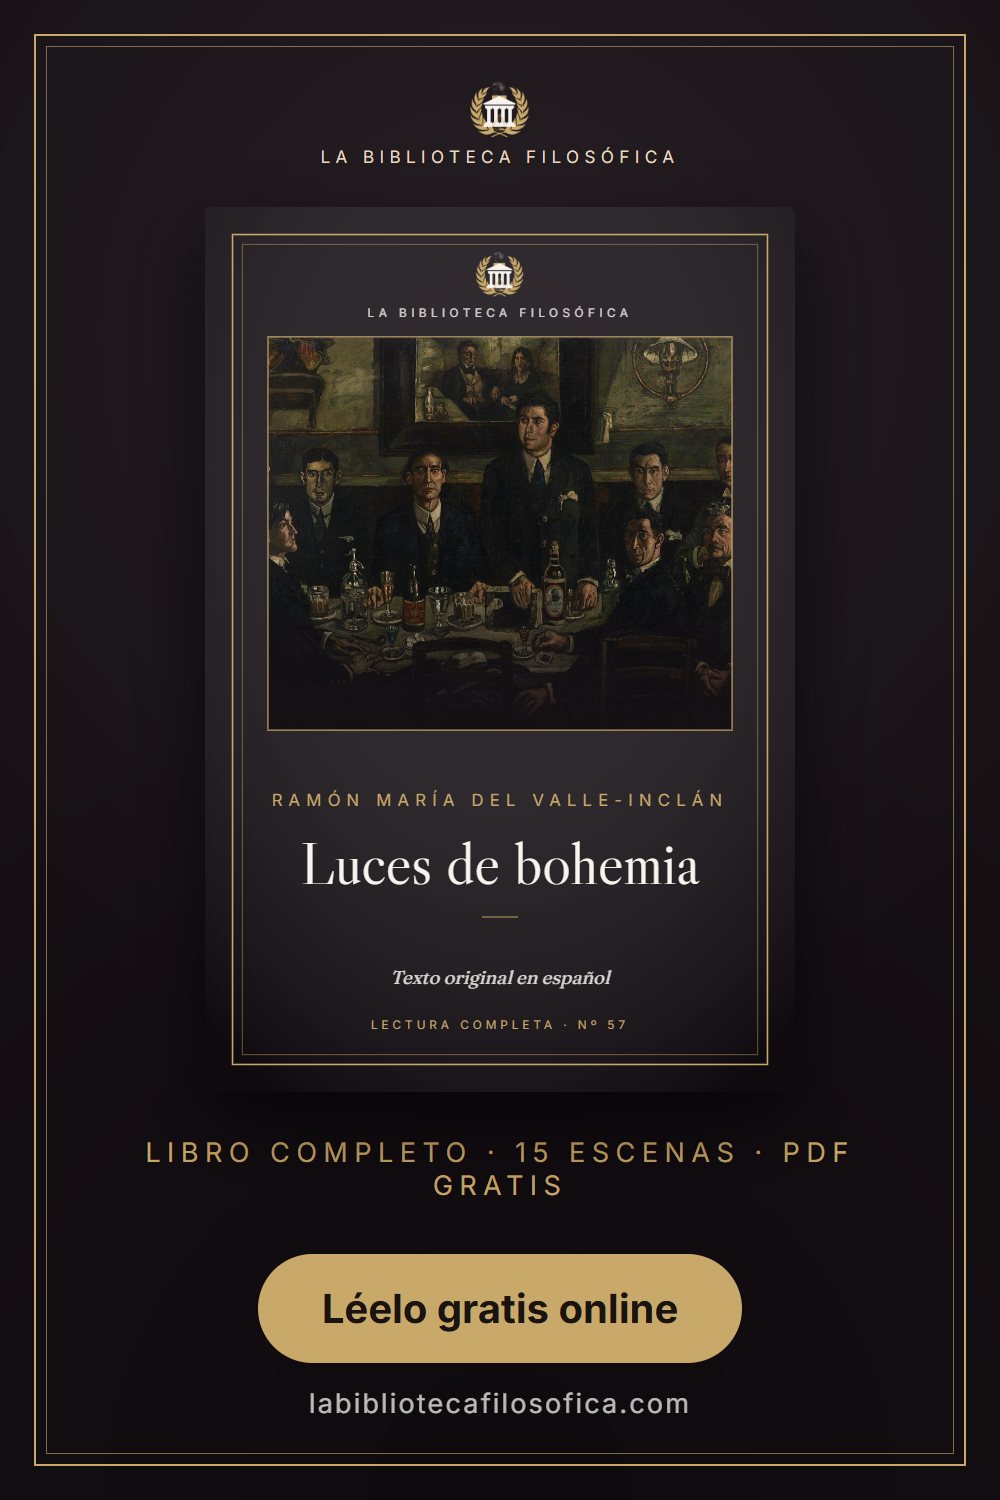 LA BIBLIOTECA FILOSÓFICA
LA BIBLIOTECA FILOSÓFICA
RAMÓN MARÍA DEL VALLE-INCLÁN
Luces de bohemia
Texto original en español
LECTURA COMPLETA · Nº 57
LIBRO COMPLETO · 15 ESCENAS · PDF
GRATIS
Léelo gratis online
labibliotecafilosofica.com